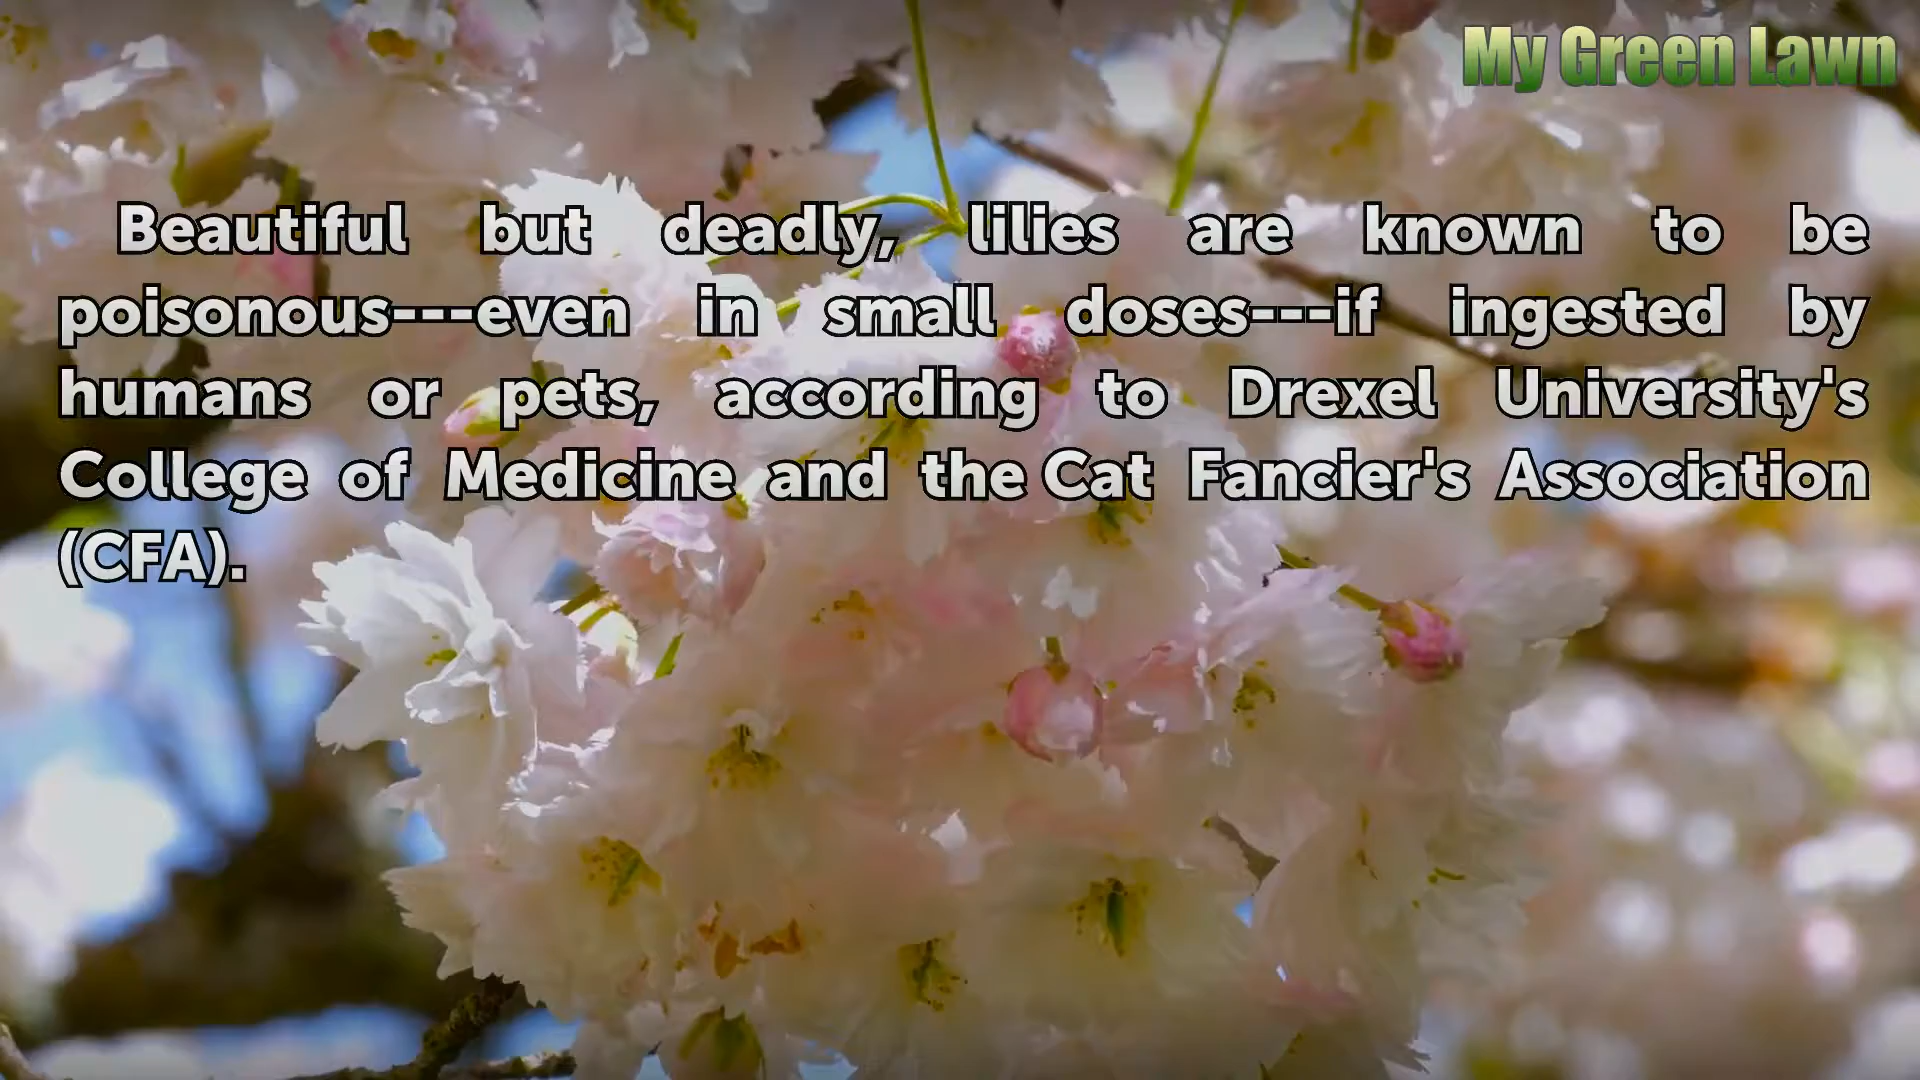 My Green Lawn
Beautiful but deadly, lilies are known to be
poisonous---even in small doses---if ingested by
humans or pets, according to Drexel University's
College of Medicine and the Cat Fancier's Association
(CFA).